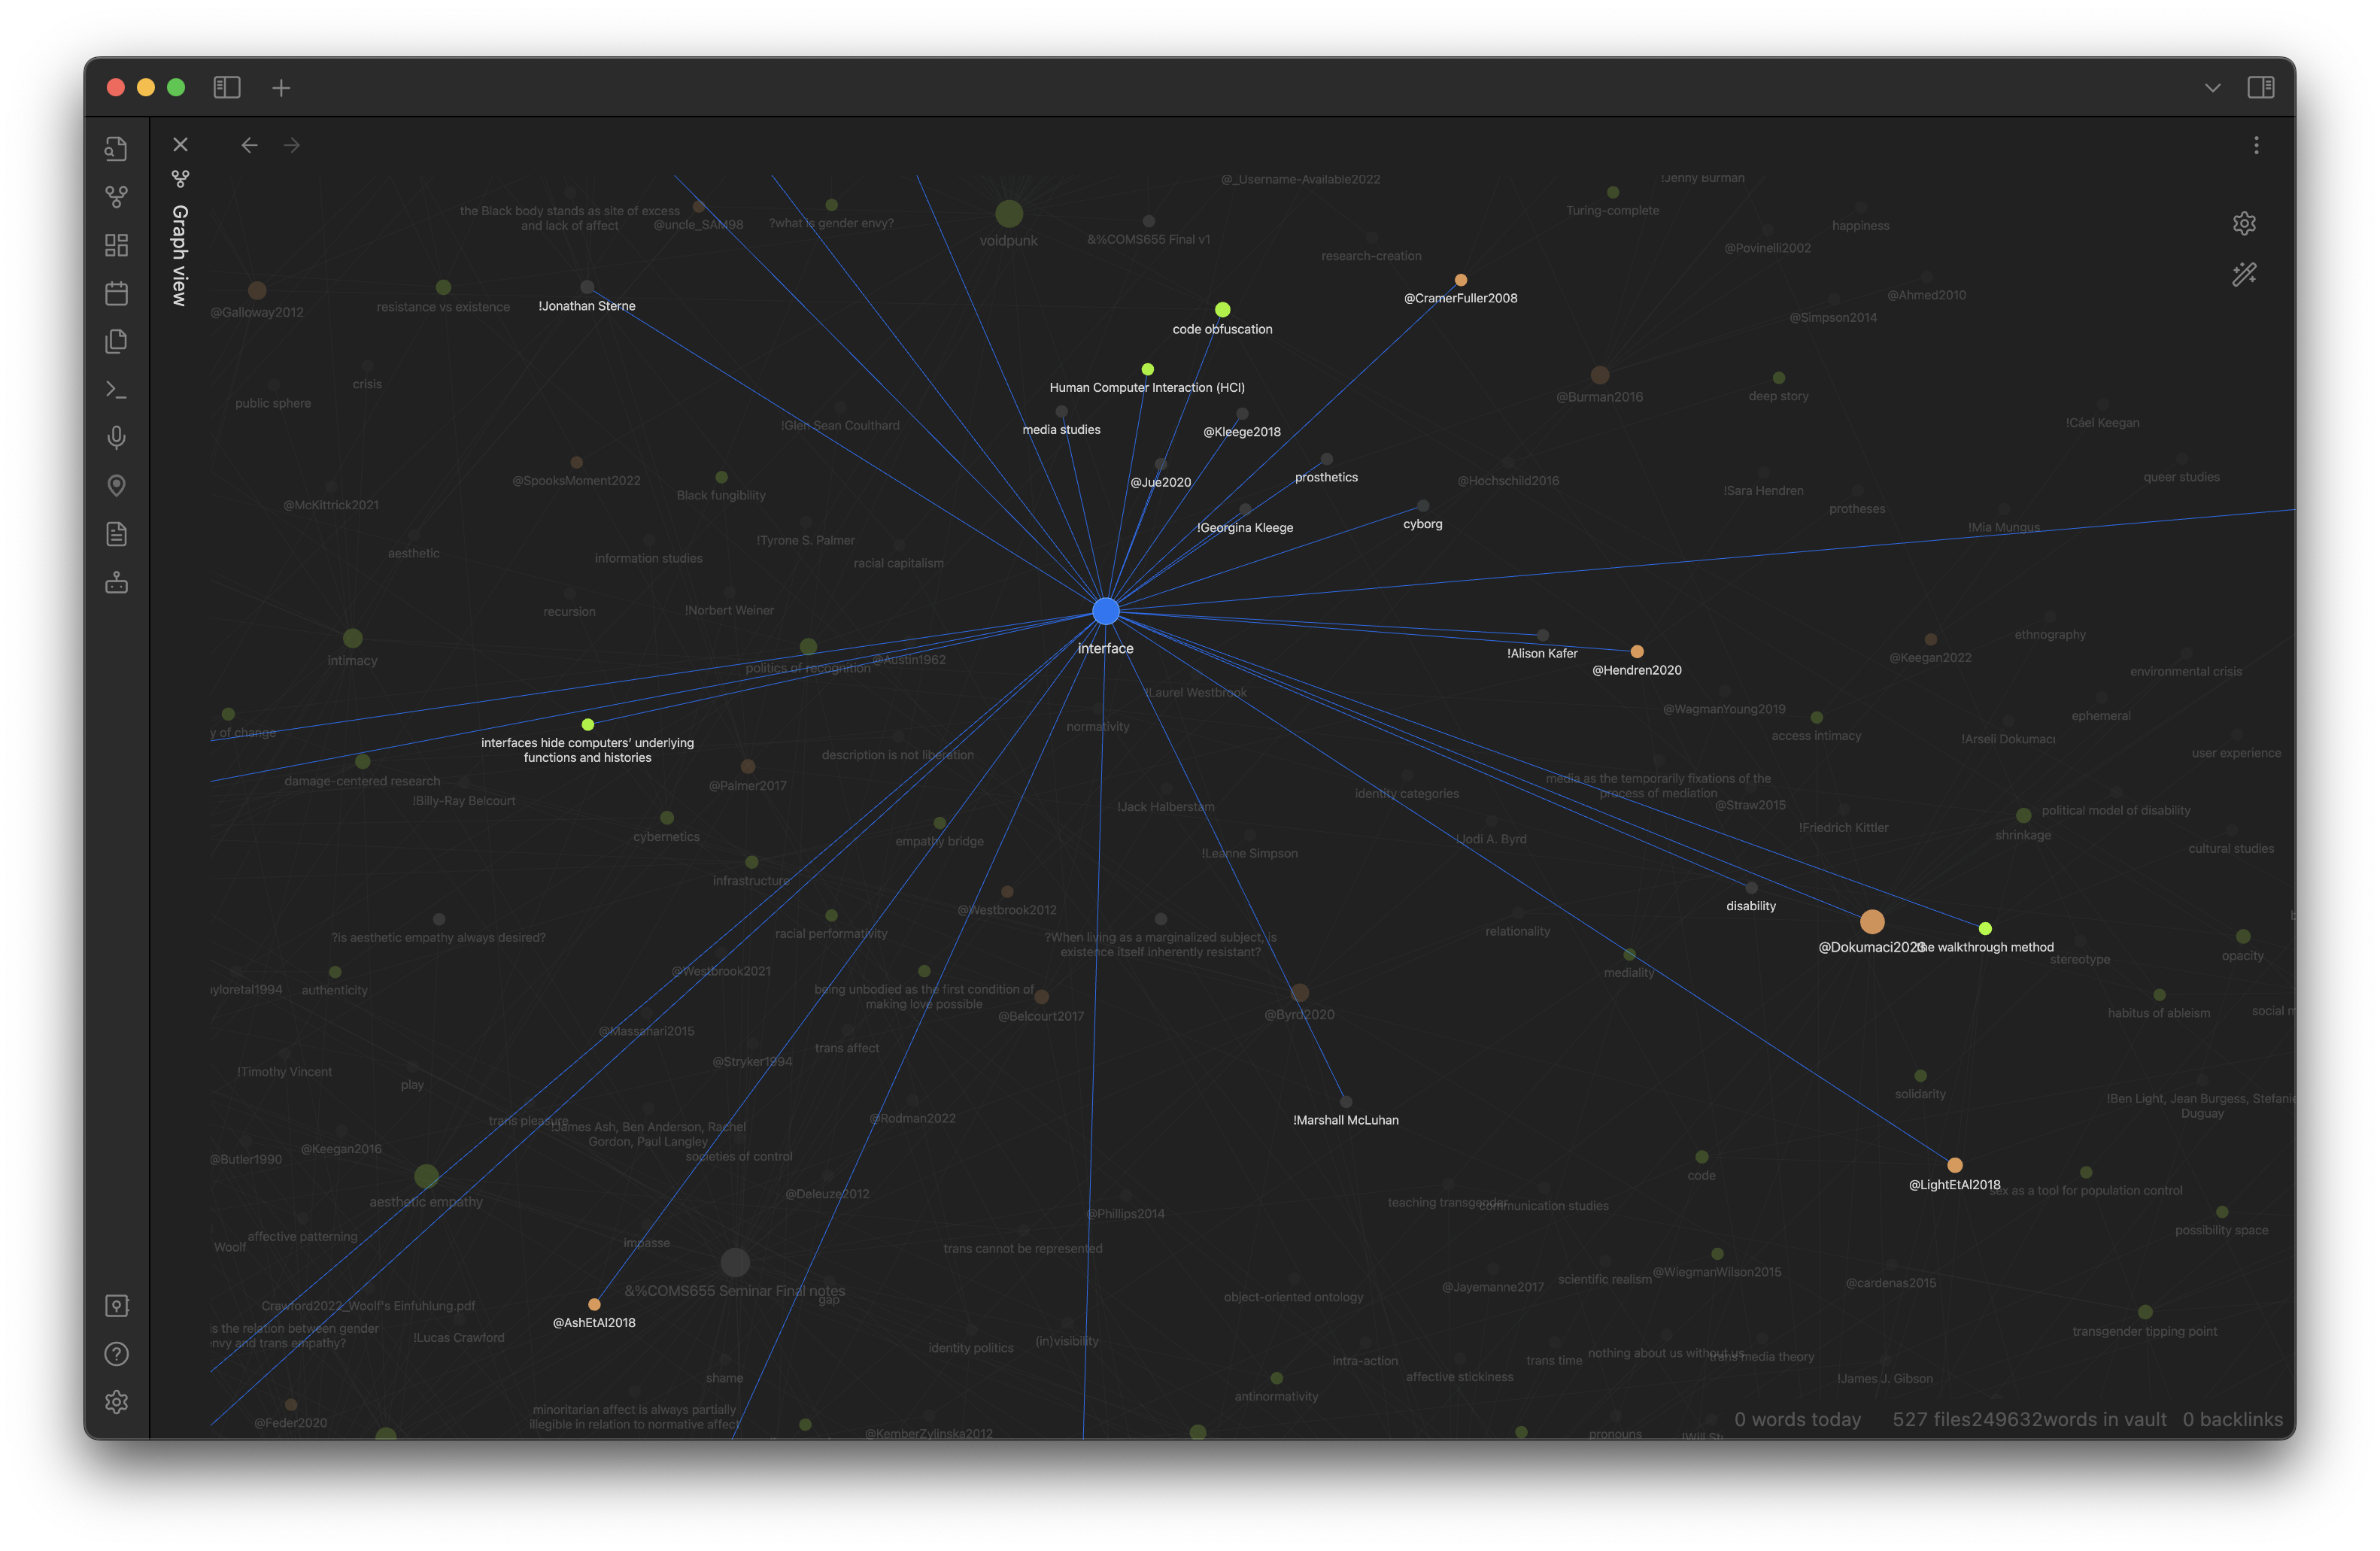 Graph view
@_Username-Available2022
!Jenny Burman
the Black body stands as site of excess
and lack of affect
@uncle_SAM98
?what is gender envy?
voidpunk
&%COMS655 Final v1
Turing-complete
happiness
research-creation
@Povinelli2002
@Galloway2012
resistance vs existence
!Jonathan Sterne
@CramerFuller2008
@Ahmed2010
@Simpson2014
code obfuscation
crisis
public sphere
Human Computer Interaction (HCI)
@Burman2016
deep story
!Glen Sean Coulthard
media studies
@Kleege2018
!Cáel Keegan
@SpooksMoment2022
Black fungibility
@Jue2020
prosthetics
@Hochschild2016
!Sara Hendren
queer studies
@McKittrick2021
protheses
!Georgina Kleege
cyborg
!Mia Mungus
aesthetic
information studies
!Tyrone S. Palmer
racial capitalism
recursion
!Norbert Weiner
interface
ethnography
intimacy
politics of recognition
@Austin1962
!Alison Kafer
@Hendren2020
@Keegan2022
environmental crisis
!Laurel Westbrook
@WagmanYoung2019
ephemeral
y of change
normativity
access intimacy
!Arseli Dokumacı
interfaces hide computers' underlying
functions and histories
description is not liberation
user experience
damage-centered research
@Palmer2017
media as the temporarily fixations of the
process of mediation
!Billy-Ray Belcourt
!Jack Halberstam
identity categories
@Straw2015
political model of disability
cybernetics
empathy bridge
!Jodi A. Byrd
!Friedrich Kittler
shrinkage
!Leanne Simpson
cultural studies
infrastructure
@Westbrook2012
disability
?is aesthetic empathy always desired?
racial performativity
?When living as a marginalized subject, is
existence itself inherently resistant?
relationality
@Dokumaci2023
the walkthrough method
@Westbrook2021
mediality
stereotype
opacity
ayloretal1994
authenticity
being unbodied as the first condition of
making love possible
@Belcourt2017
@Byrd2020
habitus of ableism
social m
@Massanari2015
@Stryker1994
trans affect
!Timothy Vincent
play
solidarity
!Ben Light, Jean Burgess, Stefanie
Duguay
trans pleasure
!James Ash, Ben Anderson, Rachel
Gordon, Paul Langley
@Rodman2022
!Marshall McLuhan
@Butler1990
@Keegan2016
societies of control
code
@LightEtAl2018
sex as a tool for population control
aesthetic empathy
@Deleuze2012
@Phillips2014
teaching transgender
communication studies
possibility space
Woolf
affective patterning
impasse
trans cannot be represented
@Jayemanne2017
scientific realism
@WiegmanWilson2015
@cardenas2015
&%COMS655 Seminar Final notes
gap
object-oriented ontology
Crawford2022_Woolf's Einfuhlung.pdf
@AshEtAl2018
is the relation between gender
nvy and trans empathy?
!Lucas Crawford
identity politics
(in)visibility
transgender tipping point
intra-action
trans time
nothing about us without us
trans media theory
shame
affective stickiness
!James J. Gibson
antinormativity
minoritarian affect is always partially
illegible in relation to normative affect
@Feder2020
@KemberZylinska2012
pronouns
!Will Sti
0 words today 527 files249632words in vault 0 backlinks